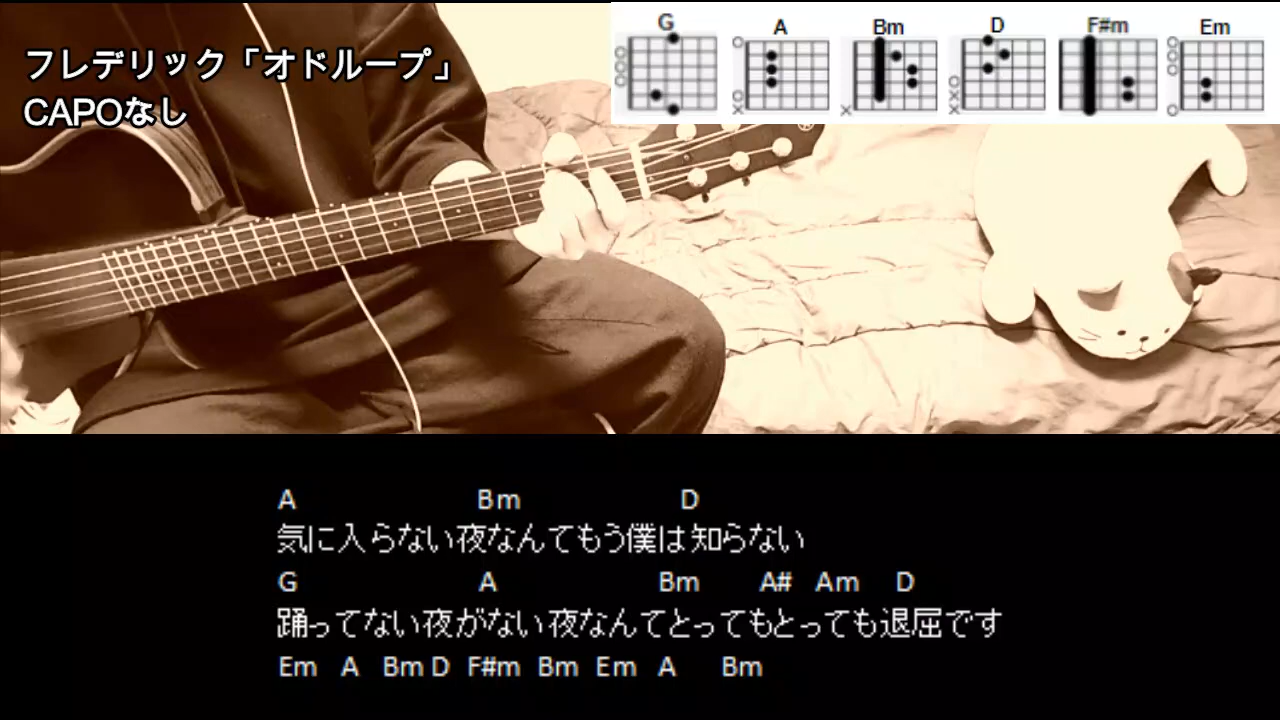 フレデリック「オドループ」
CAPOなし
G A Bm D F#m Em
A Bm D
気に入らない夜なんてもう僕は知らない
G A Bm A# Am D
踊ってない夜がない夜なんてとってもとっても退屈です
Em A Bm D F#m Bm Em A Bm